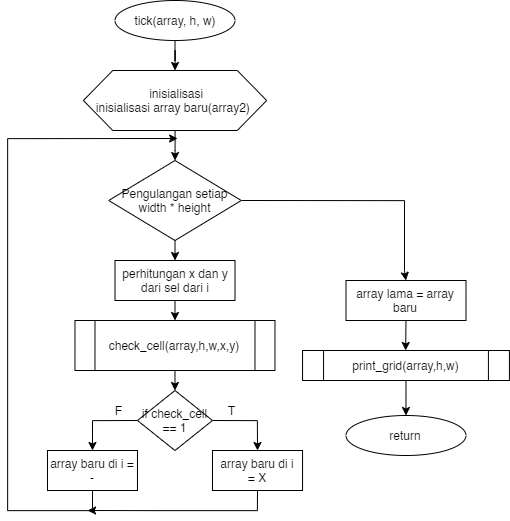 tick(array, h, w)
inisialisasi
inisialisasi array baru(array2)
Pengulangan setiap
width * height
perhitungan x dan y
dari sel dari i
check_cell(array,h,w,x,y)
if check_cell
== 1
F
T
array baru di i =
-
array baru di i
= X
array lama = array
baru
print_grid(array,h,w)
return